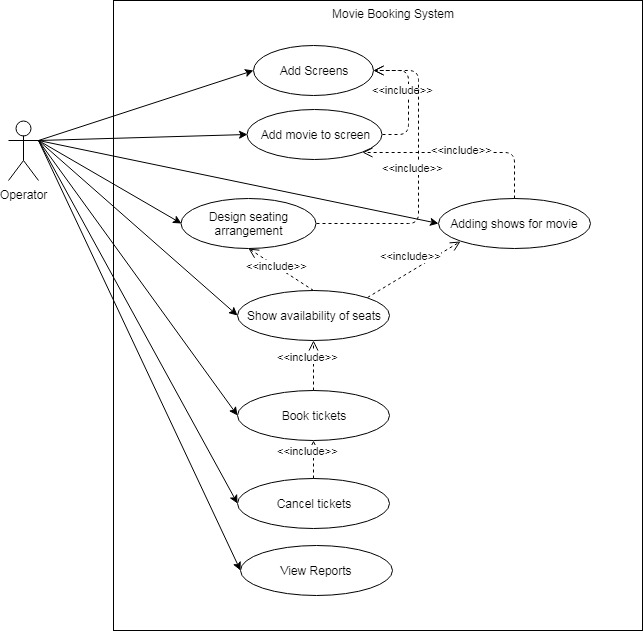 Movie Booking System
Add Screens
<<include>>
Add movie to screen
<<include>>
<<include>>
Operator
Design seating
arrangement
Adding shows for movie
<<include>>
<<include>>
Show availability of seats
<<include>>
Book tickets
<<include>>
Cancel tickets
View Reports